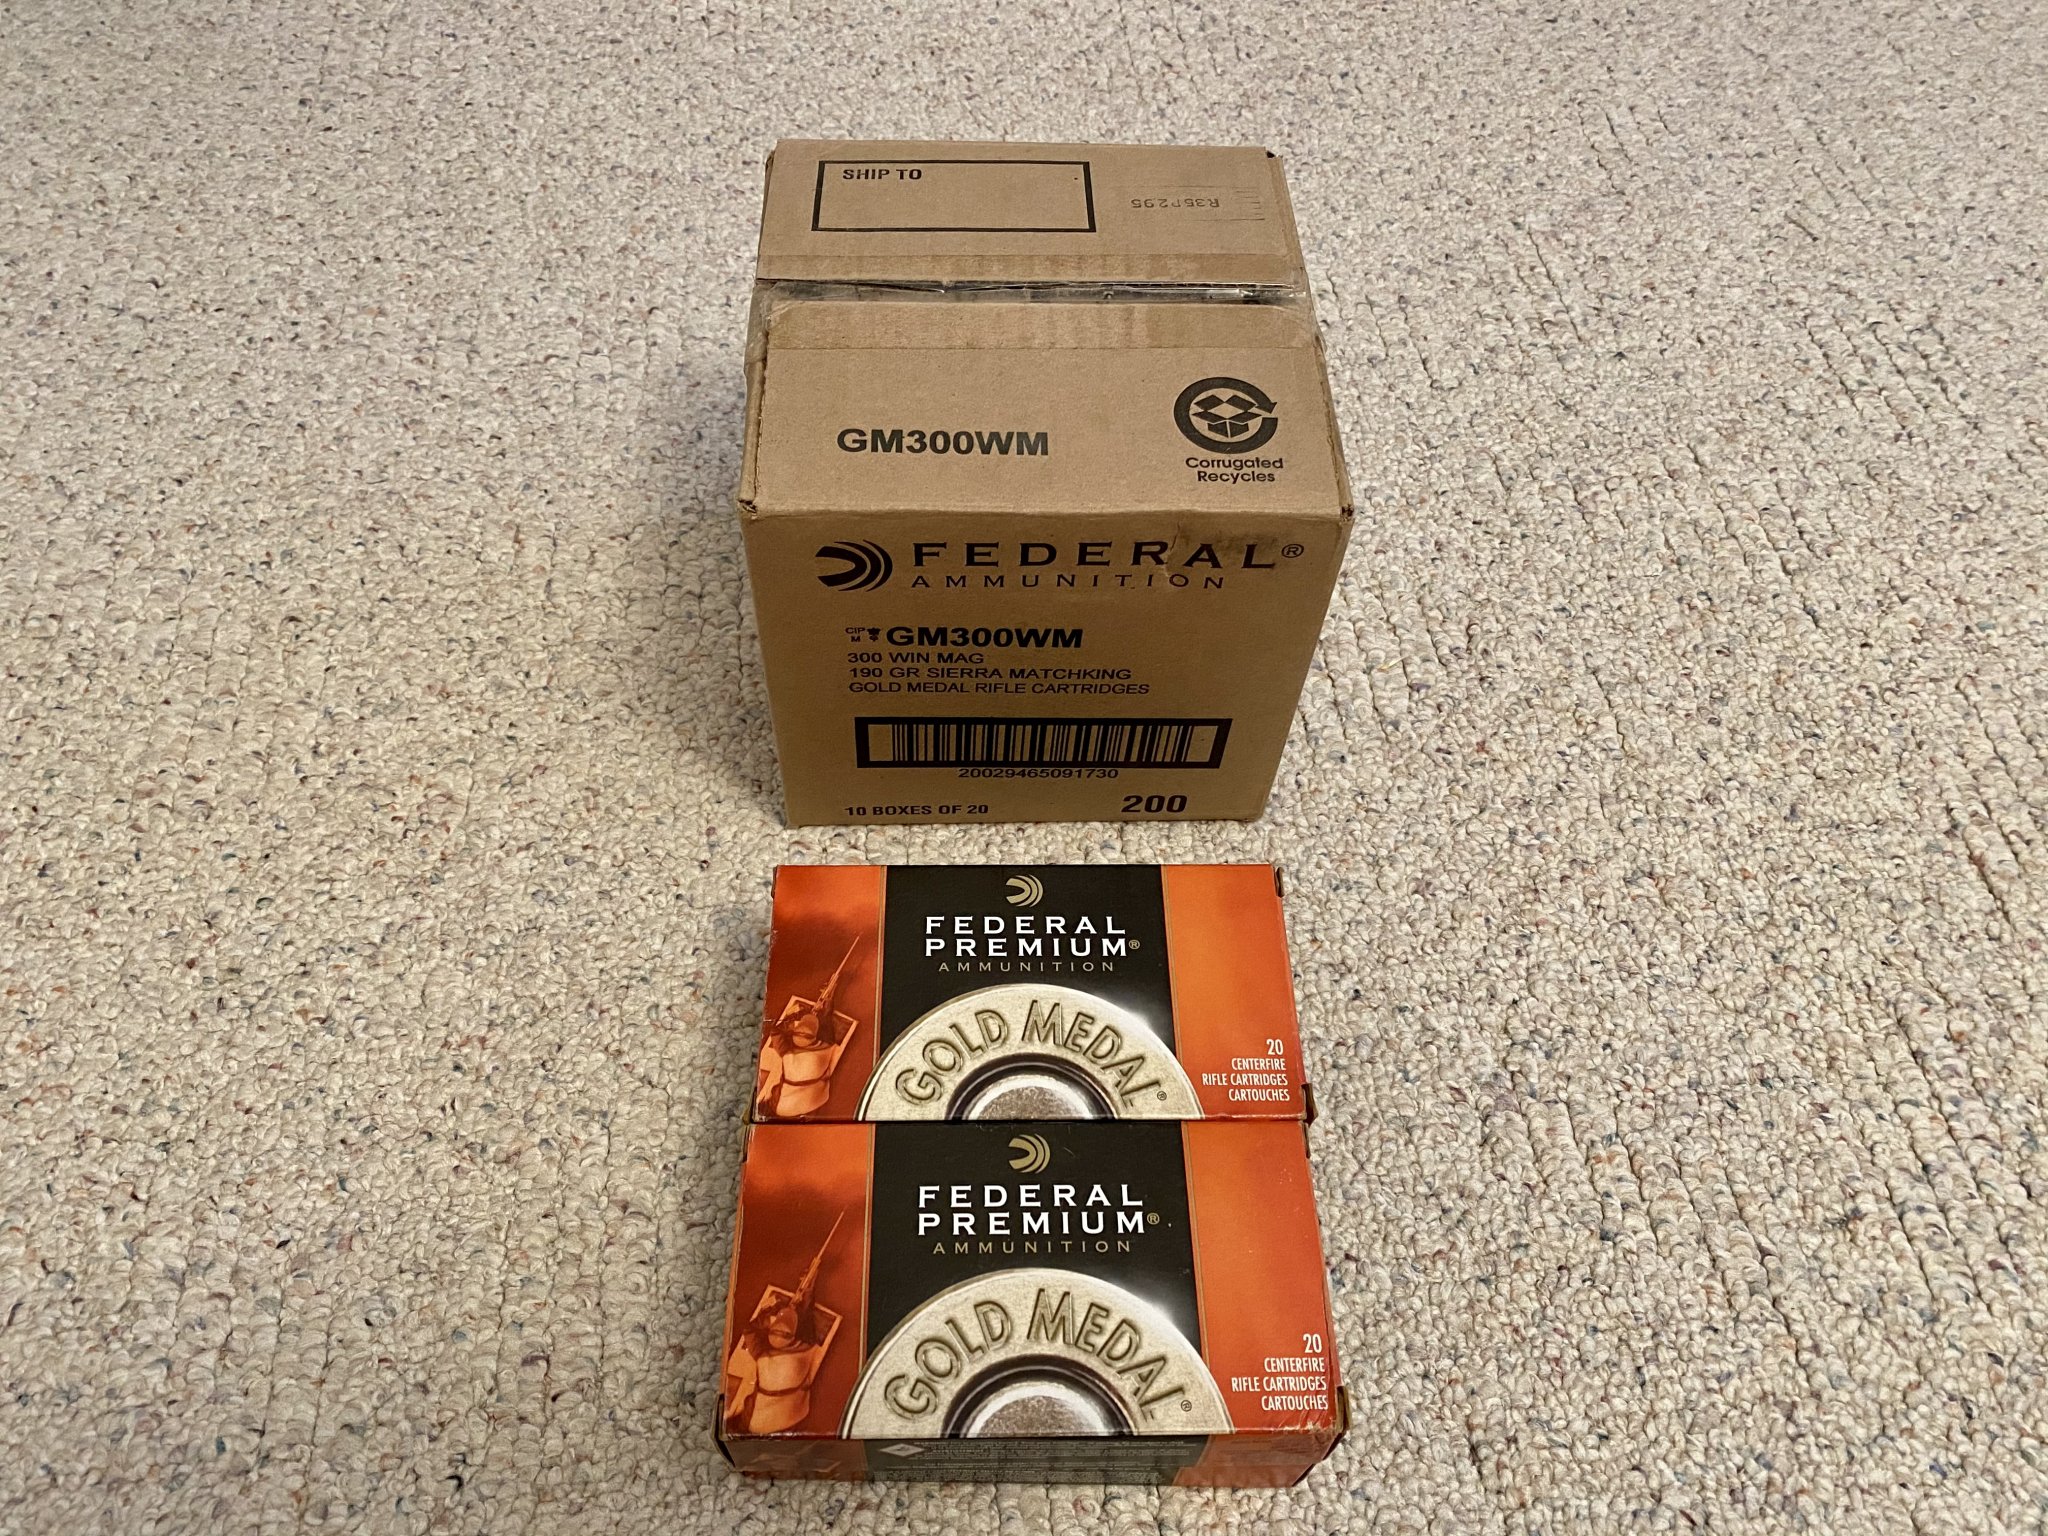 SHIP TO
R35P295
GM300WM
Corrugated
Recycles
FEDERAL®
AMMUNITION
CIP
M GM300WM
300 WIN MAG
190 GR SIERRA MATCHKING
GOLD MEDAL RIFLE CARTRIDGES
20029465091730
10 BOXES OF 20 200
FEDERAL
PREMIUM®
AMMUNITION
GOLD MEDAL®
20
CENTERFIRE
RIFLE CARTRIDGES
CARTOUCHES
FEDERAL
PREMIUM®
AMMUNITION
GOLD MEDAL®
20
CENTERFIRE
RIFLE CARTRIDGES
CARTOUCHES